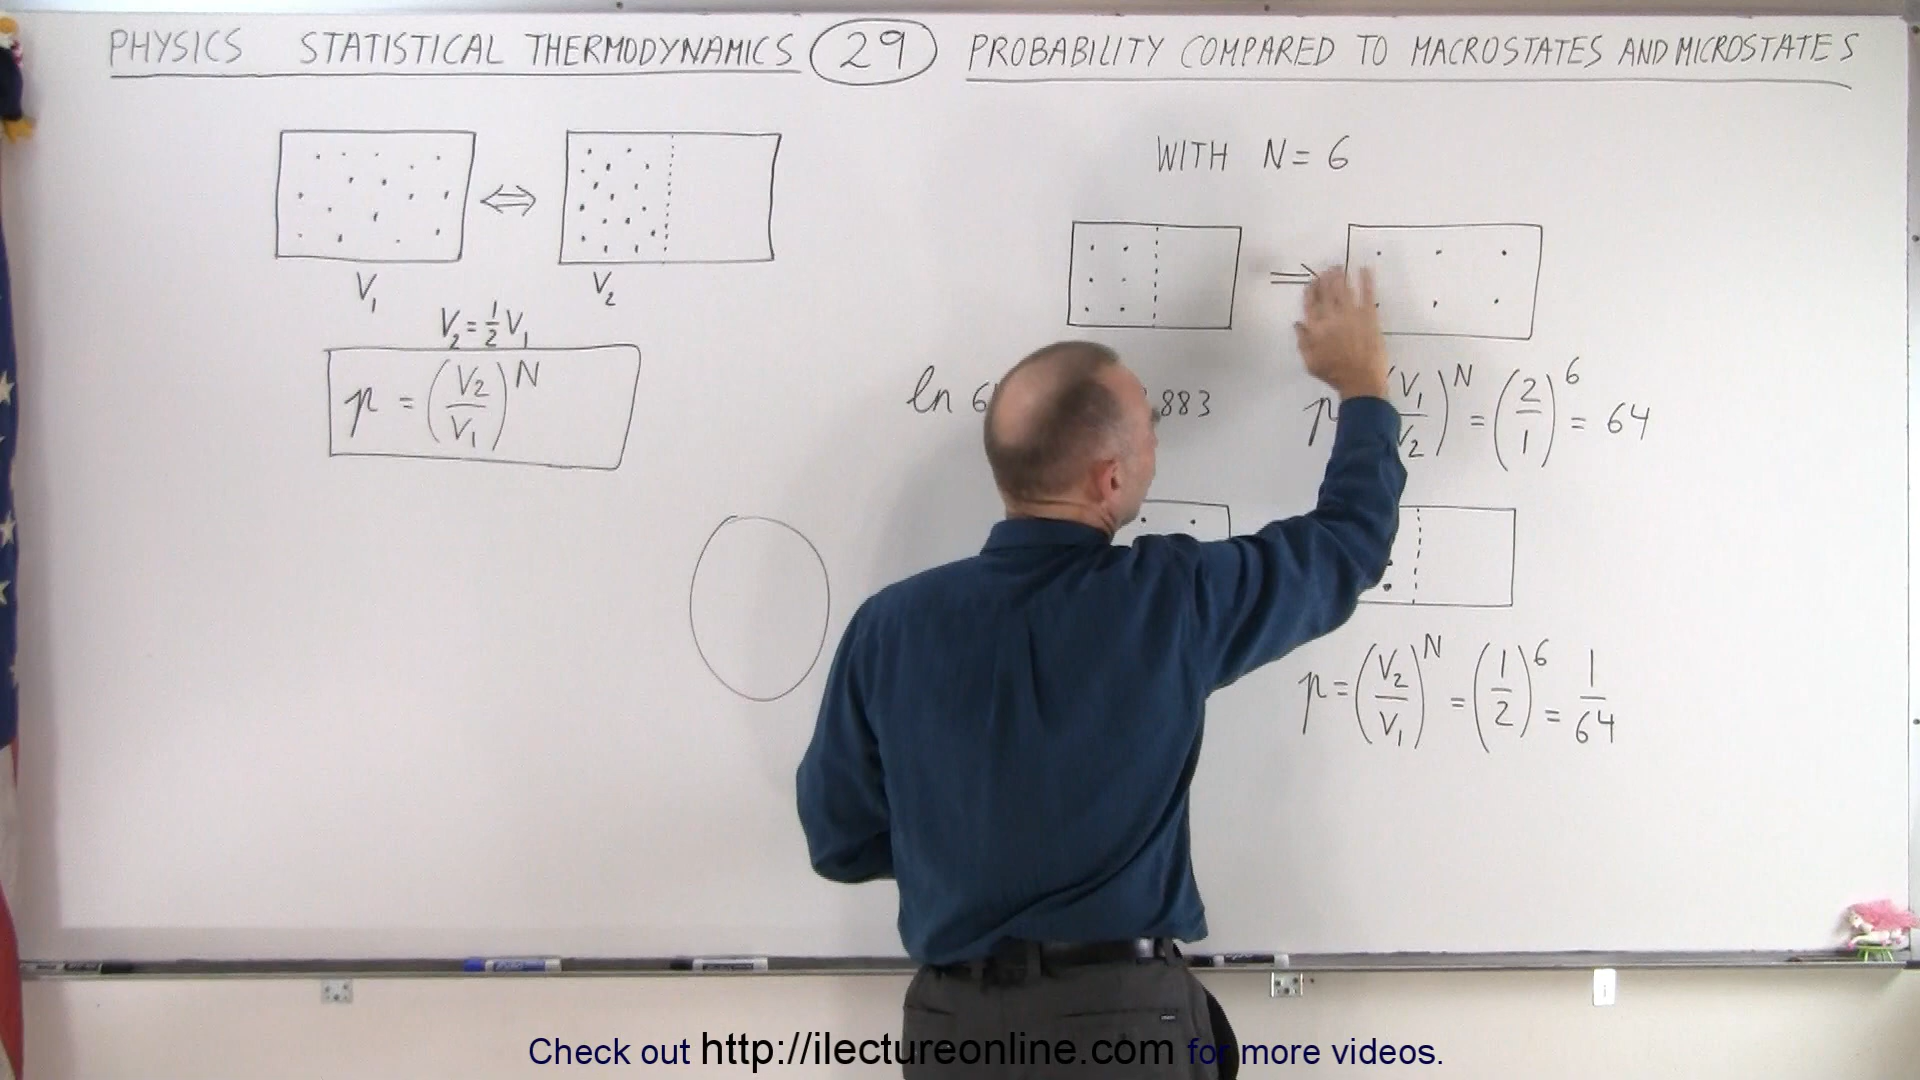 PHYSICS STATISTICAL THERMODYNAMICS 29 PROBABILITY COMPARED TO MACROSTATES AND MICROSTATES
WITH N = 6
V₁ V₂
V₂ = ½ V₁
p = (V₂/V₁)^N
ln 6 .883
(V₁/V₂)^N = (2/1)^6 = 64
p = (V₂/V₁)^N = (1/2)^6 = 1/64
Check out http://ilectureonline.com for more videos.